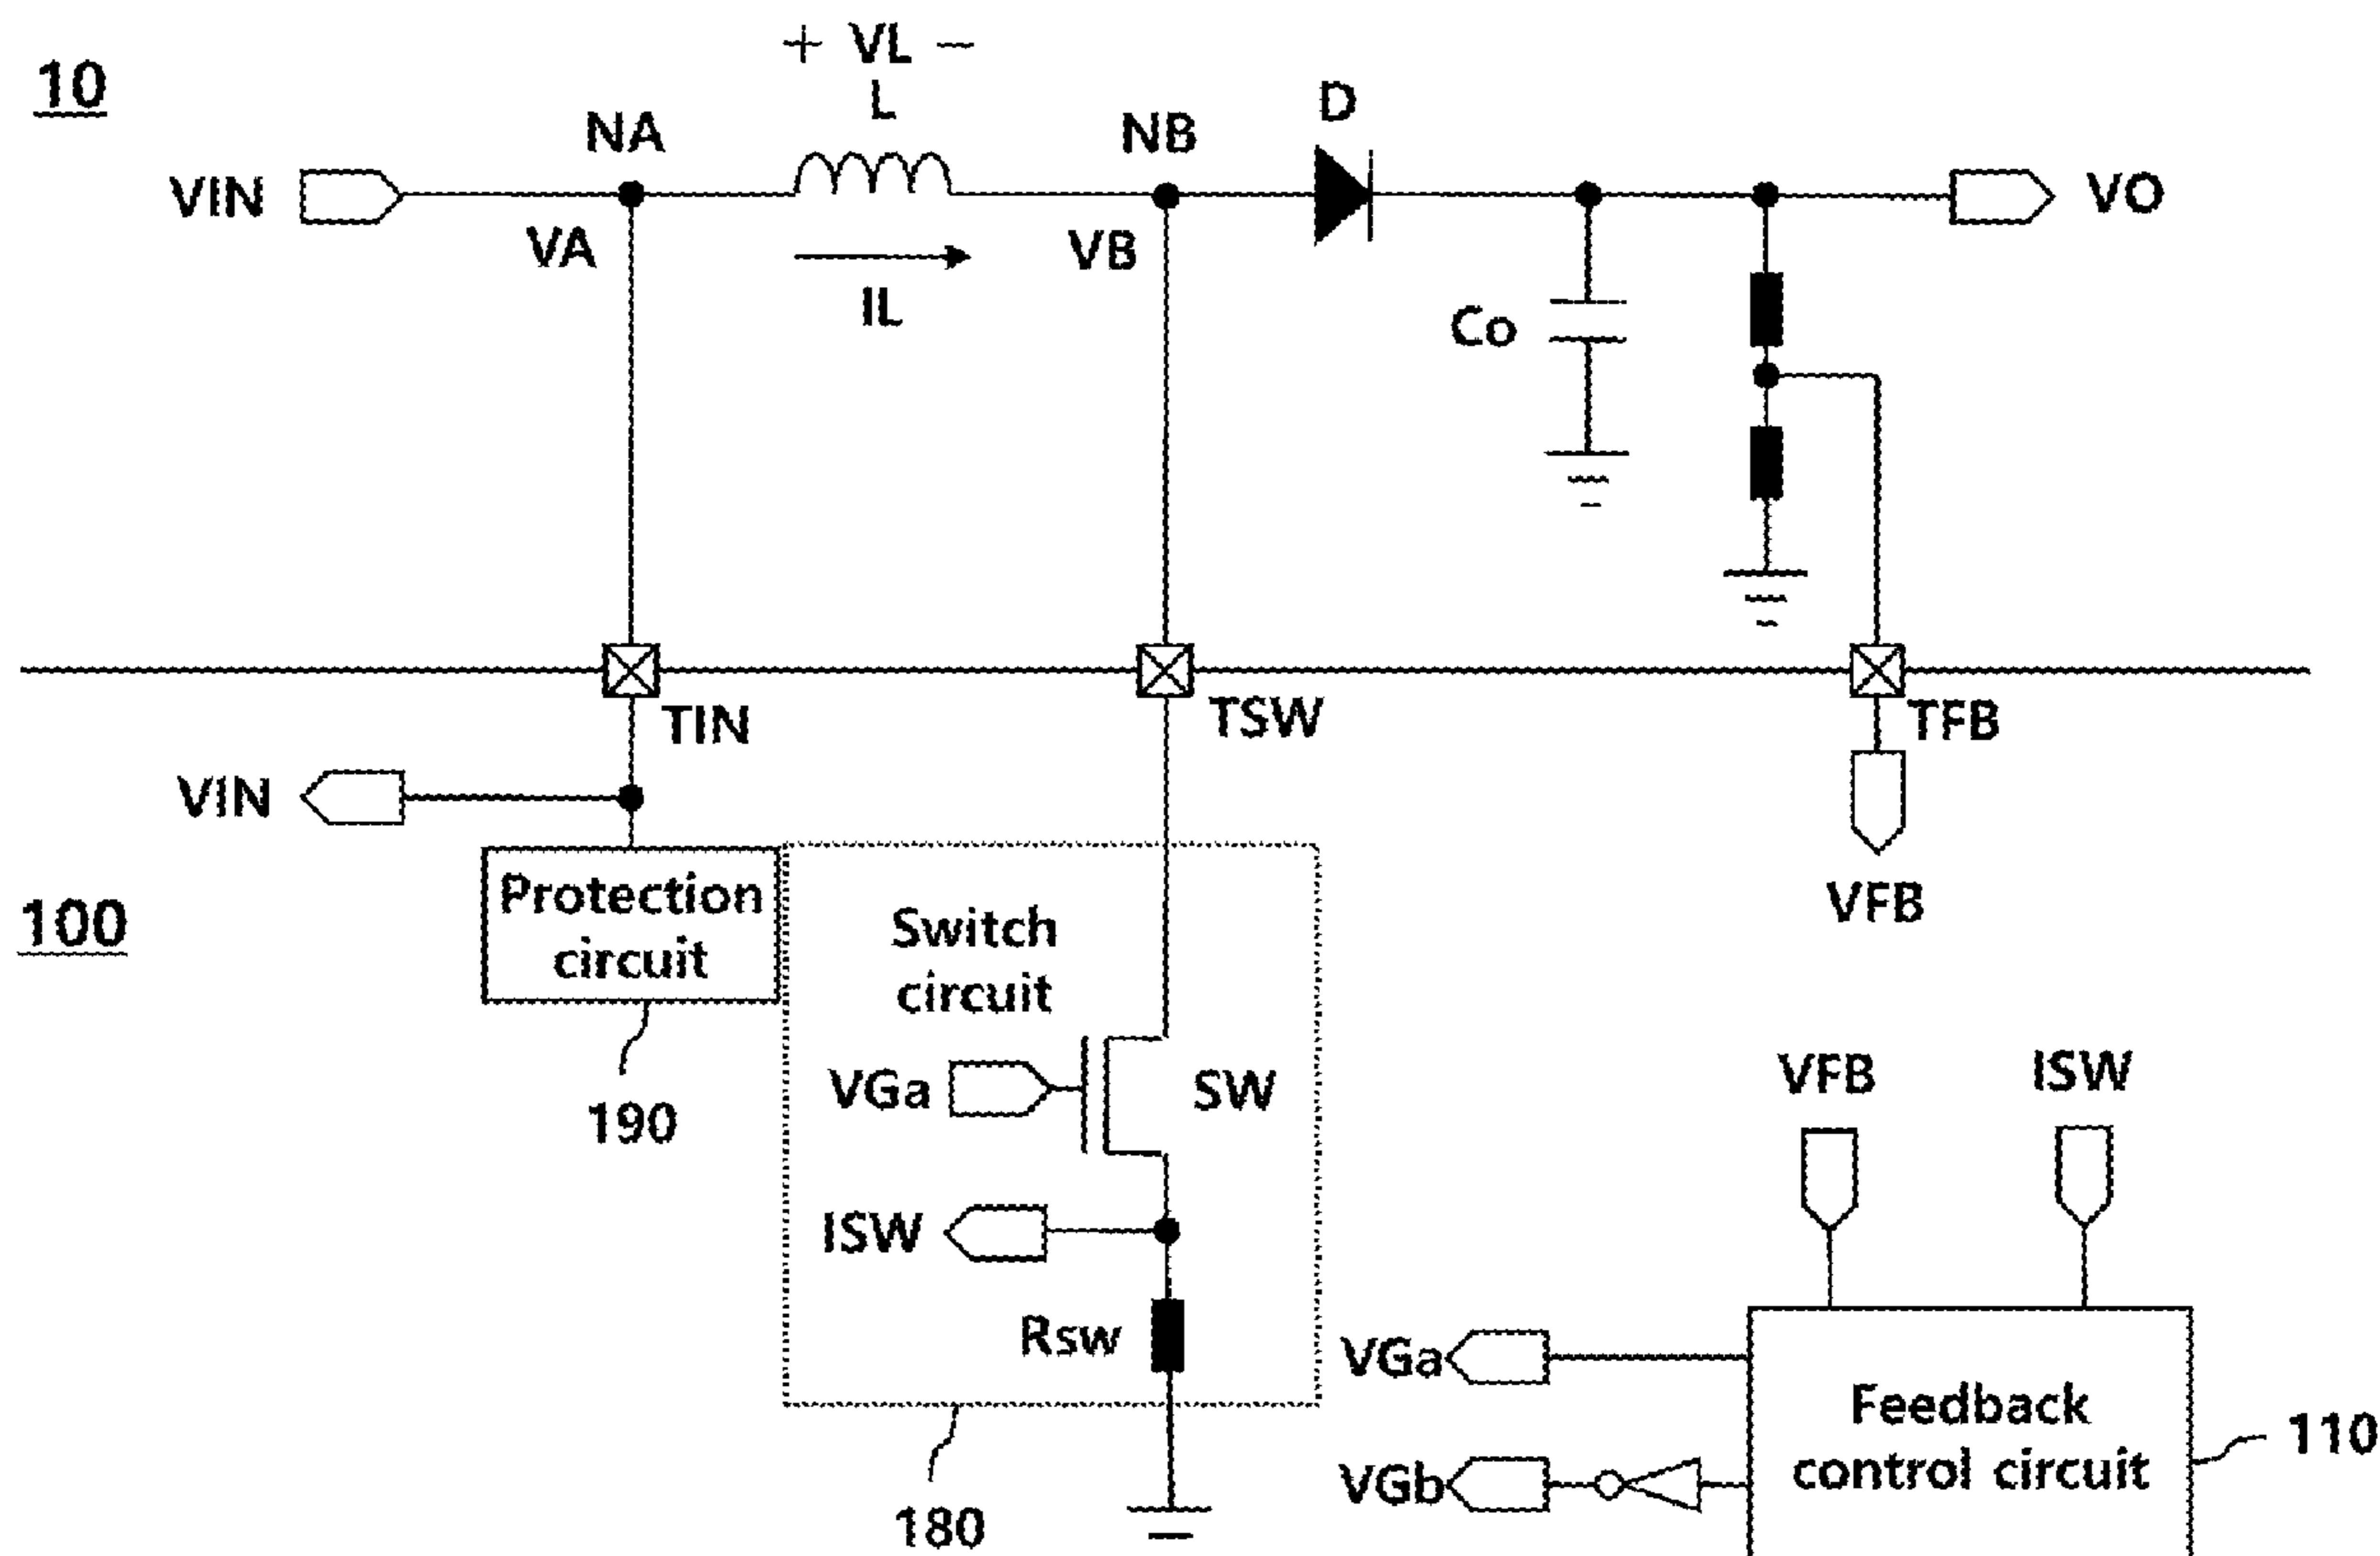 10
+ VL −
L
NA
NB
D
VIN
VO
VA
VB
IL
Co
TIN
TSW
TFB
VIN
VFB
100
Protection
circuit
Switch
circuit
190
VGa
SW
VFB
ISW
ISW
Rsw
VGa
Feedback
control circuit
110
VGb
180